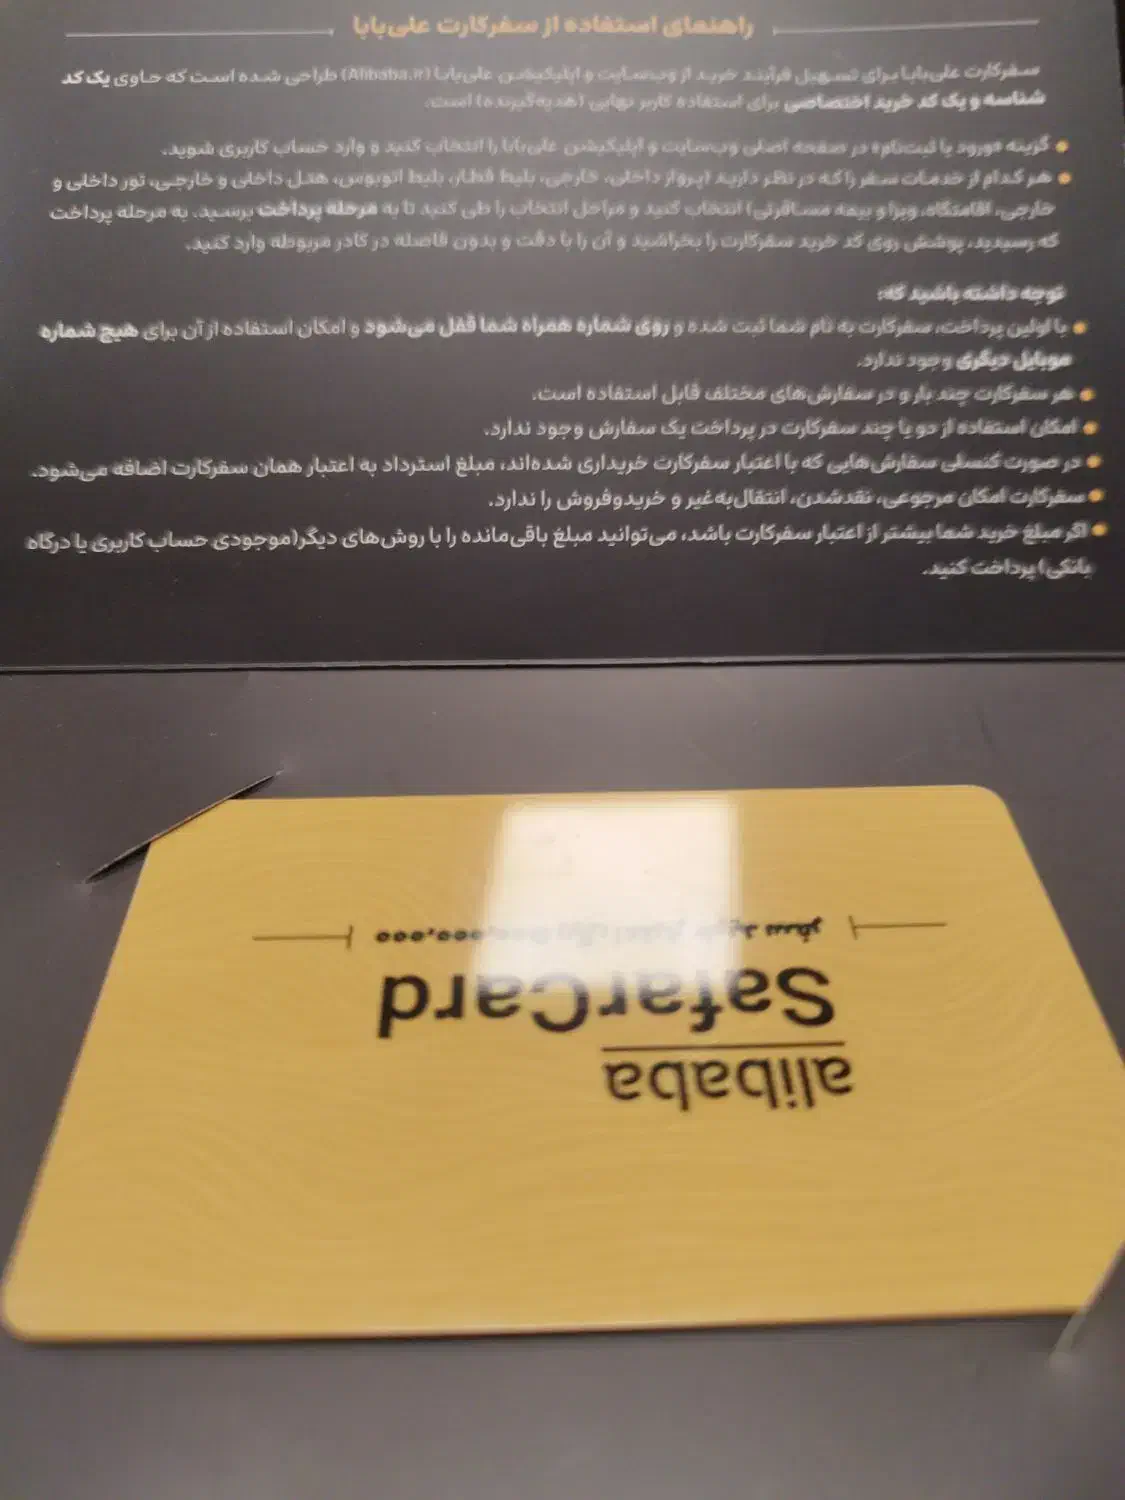 راهنمای استفاده از سفرکارت علی‌بابا
سفرکارت علی‌بابا برای تسهیل فرآیند خرید از وب‌سایت و اپلیکیشن علی‌بابا (Alibaba.ir) طراحی شده است که حاوی یک کد
شناسه و یک کد خرید اختصاصی برای استفاده کاربر نهایی (هدیه‌گیرنده) است.
گزینه «ورود یا ثبت‌نام» در صفحه اصلی وب‌سایت و اپلیکیشن علی‌بابا را انتخاب کنید و وارد حساب کاربری شوید.
هر کدام از خدمات سفر را که در نظر دارید (پرواز داخلی، خارجی، بلیط قطار، بلیط اتوبوس، هتل داخلی و خارجی، تور داخلی و
خارجی، اقامتگاه، ویزا و بیمه مسافرتی) انتخاب کنید و مراحل انتخاب را طی کنید تا به مرحله پرداخت برسید. به مرحله پرداخت
که رسیدید، پوشش روی کد خرید سفرکارت را بخراشید و آن را با دقت و بدون فاصله در کادر مربوطه وارد کنید.
توجه داشته باشید که:
با اولین پرداخت، سفرکارت به نام شما ثبت شده و روی شماره همراه شما قفل می‌شود و امکان استفاده از آن برای هیچ شماره
موبایل دیگری وجود ندارد.
هر سفرکارت چند بار و در سفارش‌های مختلف قابل استفاده است.
امکان استفاده از دو یا چند سفرکارت در پرداخت یک سفارش وجود ندارد.
در صورت کنسلی سفارش‌هایی که با اعتبار سفرکارت خریداری شده‌اند، مبلغ استرداد به اعتبار همان سفرکارت اضافه می‌شود.
سفرکارت امکان مرجوعی، نقدشدن، انتقال‌به‌غیر و خریدوفروش را ندارد.
اگر مبلغ خرید شما بیشتر از اعتبار سفرکارت باشد، می‌توانید مبلغ باقی‌مانده را با روش‌های دیگر(موجودی حساب کاربری یا درگاه
بانکی) پرداخت کنید.
alibaba
SafarCard
ریال اعتبار خرید سفر